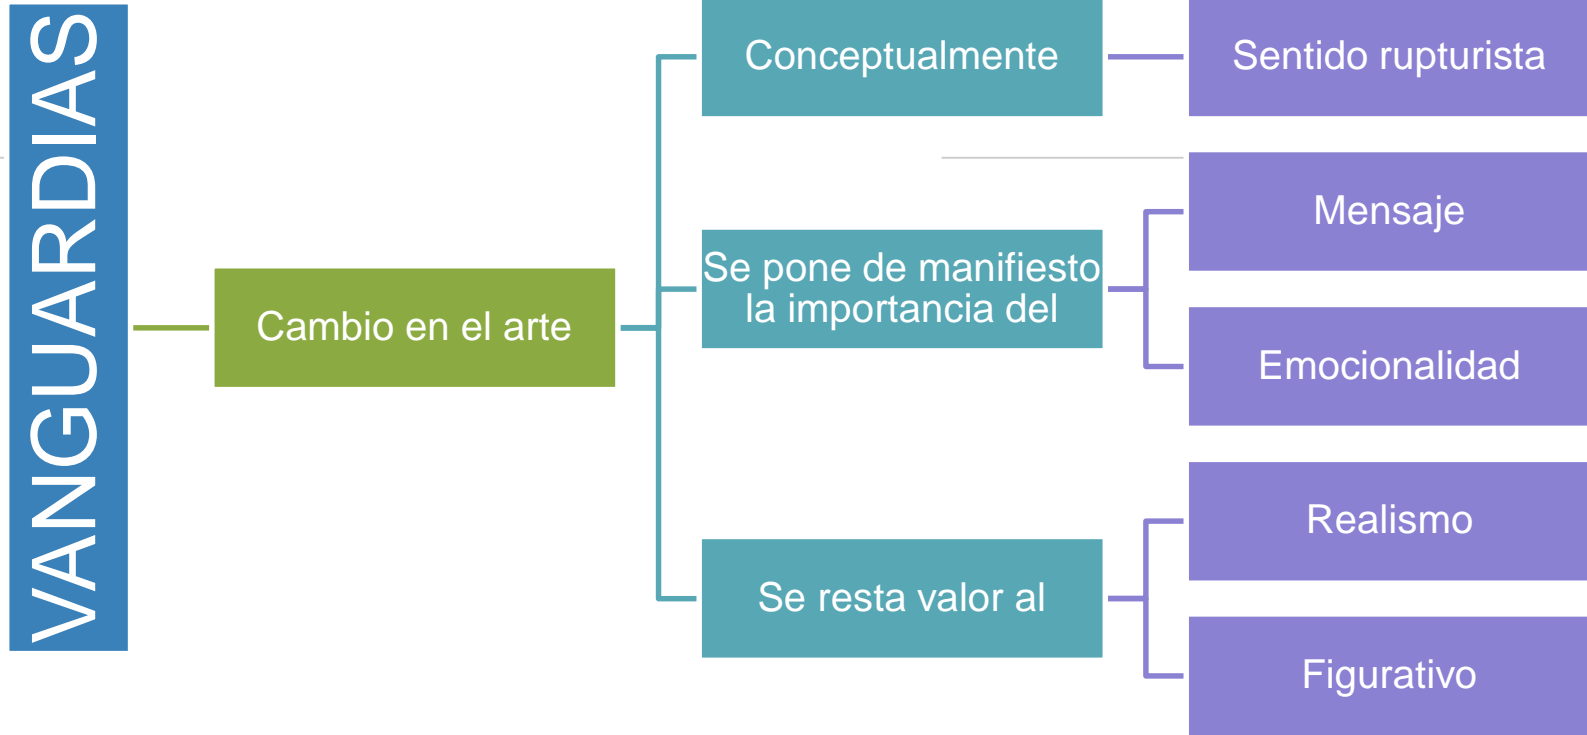 VANGUARDIAS
Cambio en el arte
Conceptualmente
Sentido rupturista
Se pone de manifiesto
la importancia del
Mensaje
Emocionalidad
Se resta valor al
Realismo
Figurativo